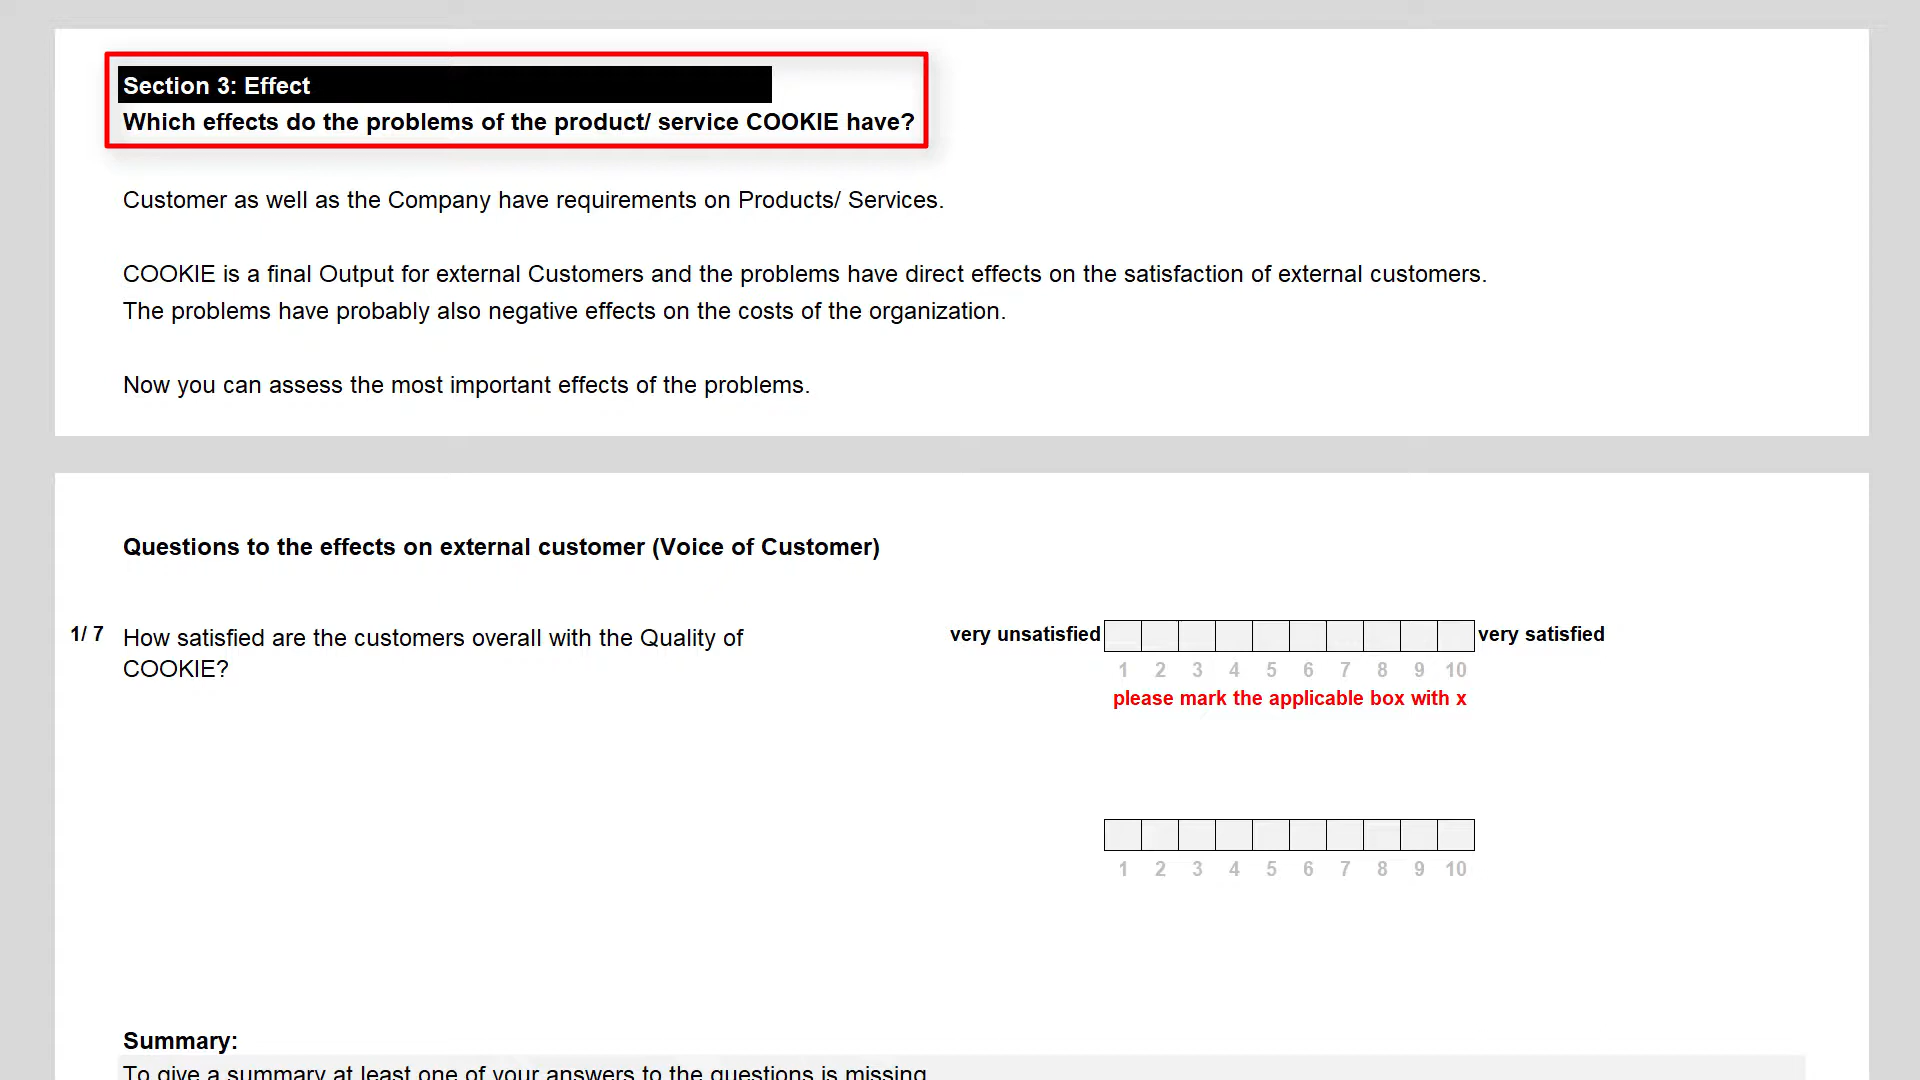 Section 3: Effect
Which effects do the problems of the product/ service COOKIE have?
Customer as well as the Company have requirements on Products/ Services.
COOKIE is a final Output for external Customers and the problems have direct effects on the satisfaction of external customers.
The problems have probably also negative effects on the costs of the organization.
Now you can assess the most important effects of the problems.
Questions to the effects on external customer (Voice of Customer)
1/ 7 How satisfied are the customers overall with the Quality of
COOKIE?
very unsatisfied very satisfied
1 2 3 4 5 6 7 8 9 10
please mark the applicable box with x
1 2 3 4 5 6 7 8 9 10
Summary:
To give a summary at least one of your answers to the questions is missing